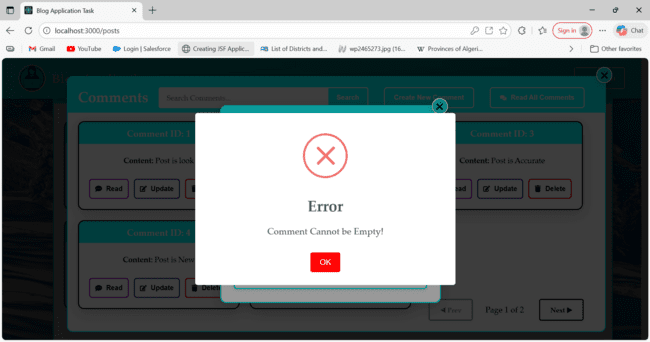 Blog Application Task
localhost:3000/posts
Sign in
Chat
Gmail
YouTube
Login | Salesforce
Creating JSF Applic...
List of Districts and...
wp2465273.jpg (16...
Provinces of Algeri...
Other favorites
Comments
Search Comments...
Search
Create New Comment
Read All Comments
Comment ID: 1
Comment ID: 3
Content: Post is look
Content: Post is Accurate
Read
Update
Update
Delete
Error
Comment Cannot be Empty!
OK
Comment ID: 4
Content: Post is New
Read
Update
Prev
Page 1 of 2
Next